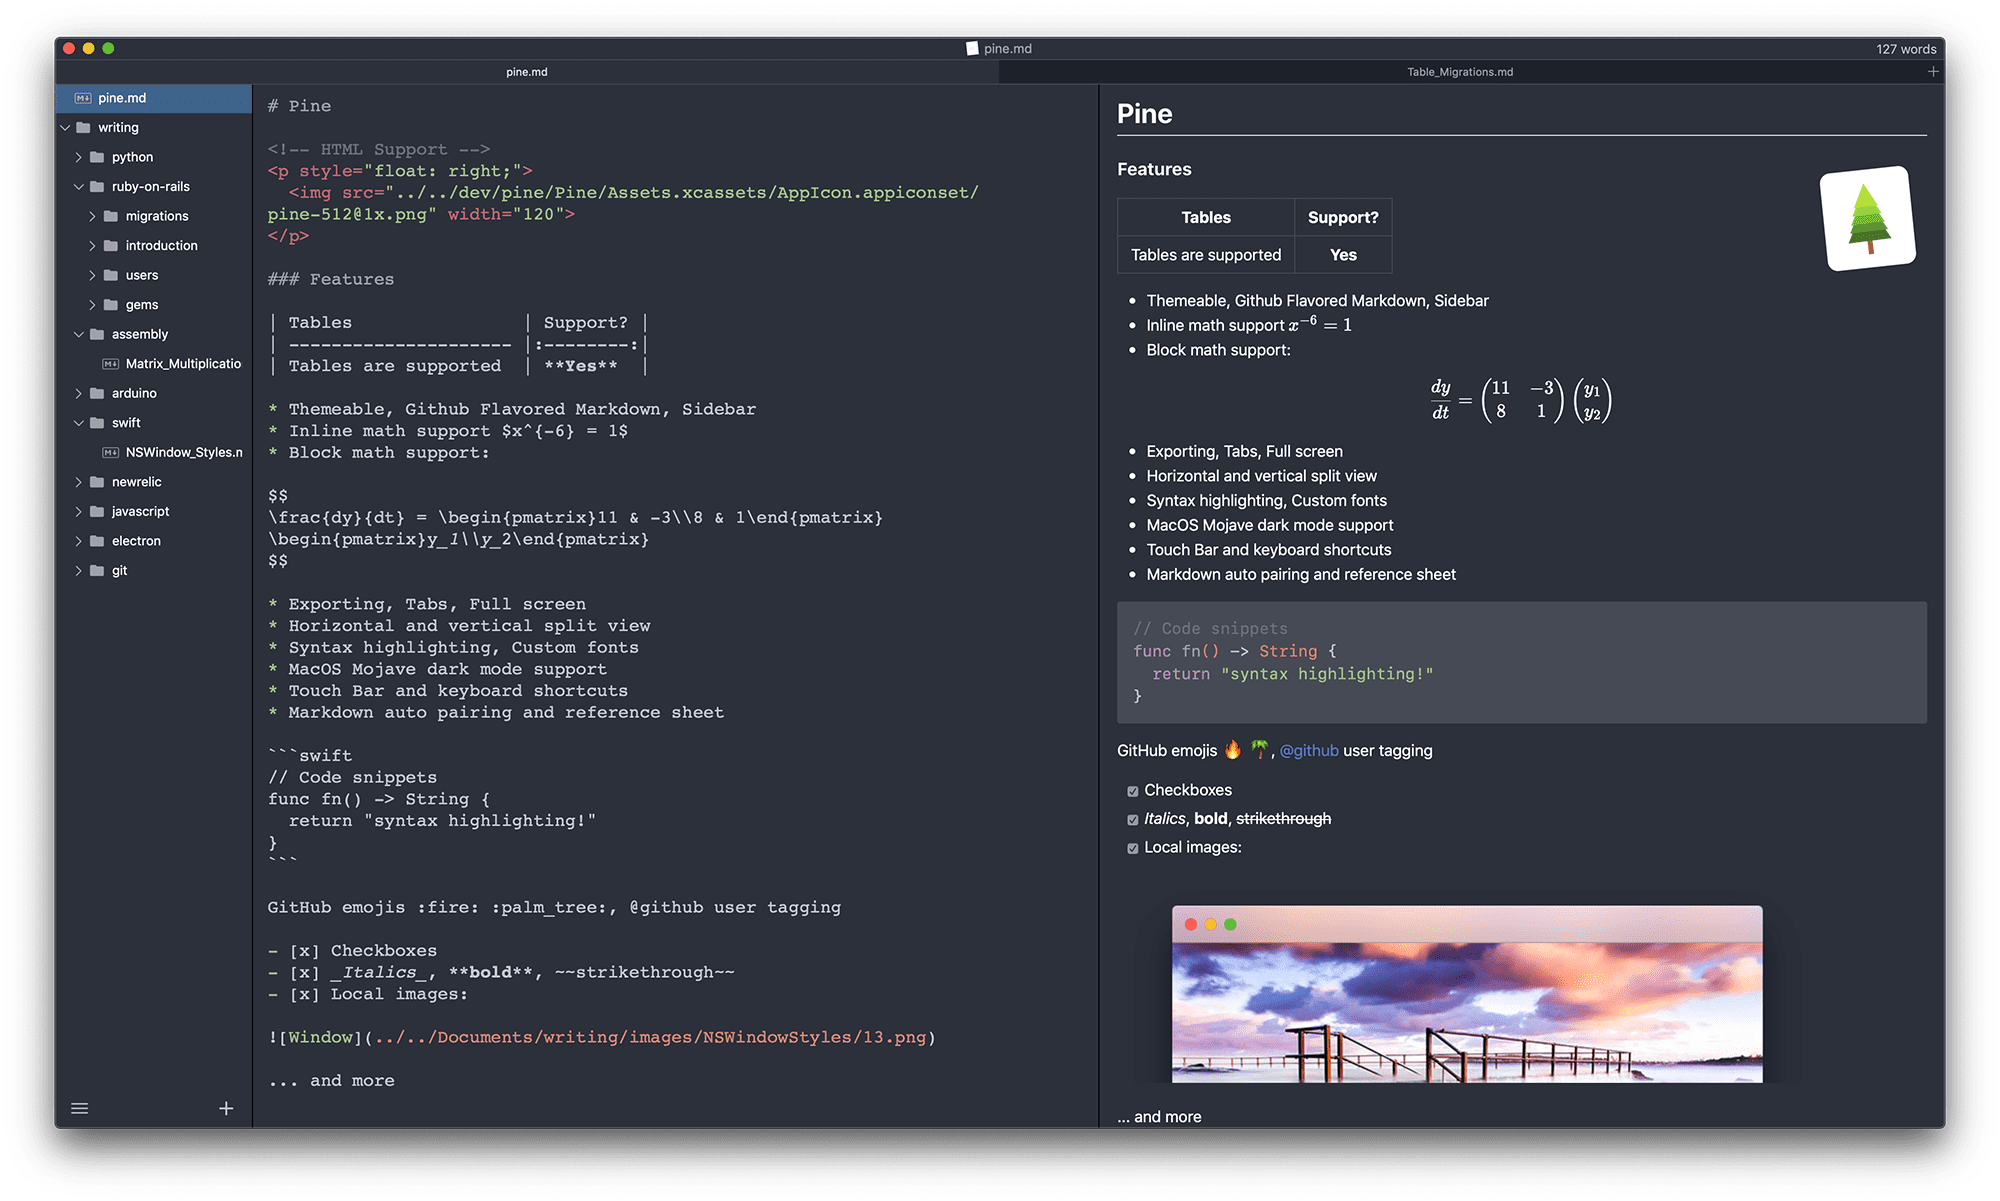 pine.md
127 words
pine.md
Table_Migrations.md
pine.md
writing
python
ruby-on-rails
migrations
introduction
users
gems
assembly
Matrix_Multiplicatio
arduino
swift
NSWindow_Styles.n
newrelic
javascript
electron
git
# Pine
<!-- HTML Support -->
<p style="float: right;">
<img src="../../dev/pine/Pine/Assets.xcassets/AppIcon.appiconset/
pine-512@1x.png" width="120">
</p>
### Features
| Tables | Support? |
| --------------------- |:--------:|
| Tables are supported | **Yes** |
* Themeable, Github Flavored Markdown, Sidebar
* Inline math support $x^{-6} = 1$
* Block math support:
$$
\frac{dy}{dt} = \begin{pmatrix}11 & -3\\8 & 1\end{pmatrix}
\begin{pmatrix}y_1\\y_2\end{pmatrix}
$$
* Exporting, Tabs, Full screen
* Horizontal and vertical split view
* Syntax highlighting, Custom fonts
* MacOS Mojave dark mode support
* Touch Bar and keyboard shortcuts
* Markdown auto pairing and reference sheet
```swift
// Code snippets
func fn() -> String {
return "syntax highlighting!"
}
```
GitHub emojis :fire: :palm_tree:, @github user tagging
- [x] Checkboxes
- [x] _Italics_, **bold**, ~~strikethrough~~
- [x] Local images:
![Window](../../Documents/writing/images/NSWindowStyles/13.png)
... and more
Pine
Features
Tables Support?
Tables are supported Yes
• Themeable, Github Flavored Markdown, Sidebar
• Inline math support x⁻⁶ = 1
• Block math support:
dy/dt = (11 −3; 8 1) (y₁; y₂)
• Exporting, Tabs, Full screen
• Horizontal and vertical split view
• Syntax highlighting, Custom fonts
• MacOS Mojave dark mode support
• Touch Bar and keyboard shortcuts
• Markdown auto pairing and reference sheet
// Code snippets
func fn() -> String {
return "syntax highlighting!"
}
GitHub emojis 🔥 🌴, @github user tagging
Checkboxes
Italics, bold, strikethrough
Local images:
... and more